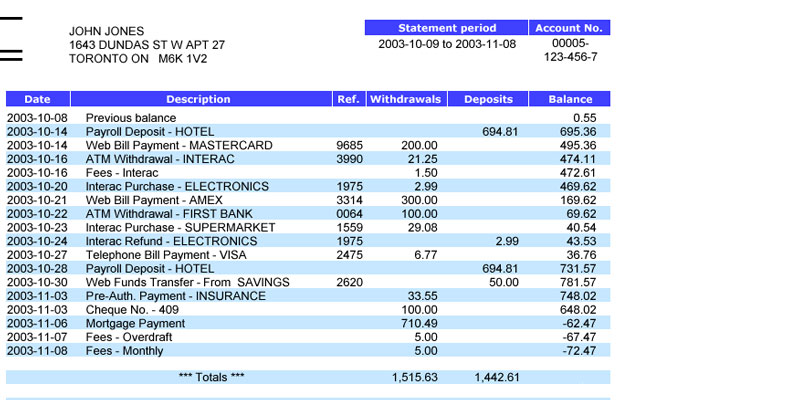 JOHN JONES
1643 DUNDAS ST W APT 27
TORONTO ON M6K 1V2
Statement period Account No.
2003-10-09 to 2003-11-08 00005-
123-456-7
Date Description Ref. Withdrawals Deposits Balance
2003-10-08 Previous balance 0.55
2003-10-14 Payroll Deposit - HOTEL 694.81 695.36
2003-10-14 Web Bill Payment - MASTERCARD 9685 200.00 495.36
2003-10-16 ATM Withdrawal - INTERAC 3990 21.25 474.11
2003-10-16 Fees - Interac 1.50 472.61
2003-10-20 Interac Purchase - ELECTRONICS 1975 2.99 469.62
2003-10-21 Web Bill Payment - AMEX 3314 300.00 169.62
2003-10-22 ATM Withdrawal - FIRST BANK 0064 100.00 69.62
2003-10-23 Interac Purchase - SUPERMARKET 1559 29.08 40.54
2003-10-24 Interac Refund - ELECTRONICS 1975 2.99 43.53
2003-10-27 Telephone Bill Payment - VISA 2475 6.77 36.76
2003-10-28 Payroll Deposit - HOTEL 694.81 731.57
2003-10-30 Web Funds Transfer - From SAVINGS 2620 50.00 781.57
2003-11-03 Pre-Auth. Payment - INSURANCE 33.55 748.02
2003-11-03 Cheque No. - 409 100.00 648.02
2003-11-06 Mortgage Payment 710.49 -62.47
2003-11-07 Fees - Overdraft 5.00 -67.47
2003-11-08 Fees - Monthly 5.00 -72.47
*** Totals *** 1,515.63 1,442.61